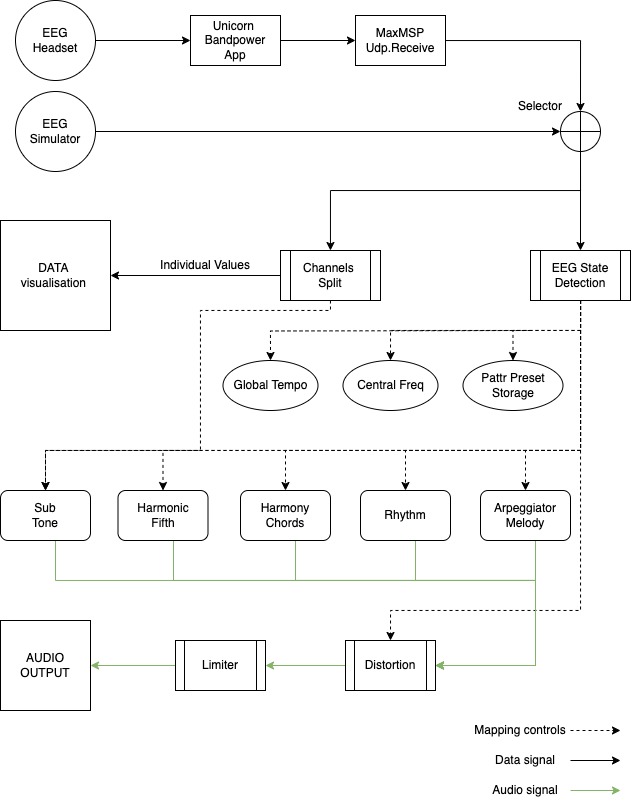 EEG
Headset
Unicorn
Bandpower
App
MaxMSP
Udp.Receive
Selector
EEG
Simulator
DATA
visualisation
Individual Values
Channels
Split
EEG State
Detection
Global Tempo
Central Freq
Pattr Preset
Storage
Sub
Tone
Harmonic
Fifth
Harmony
Chords
Rhythm
Arpeggiator
Melody
AUDIO
OUTPUT
Limiter
Distortion
Mapping controls
Data signal
Audio signal